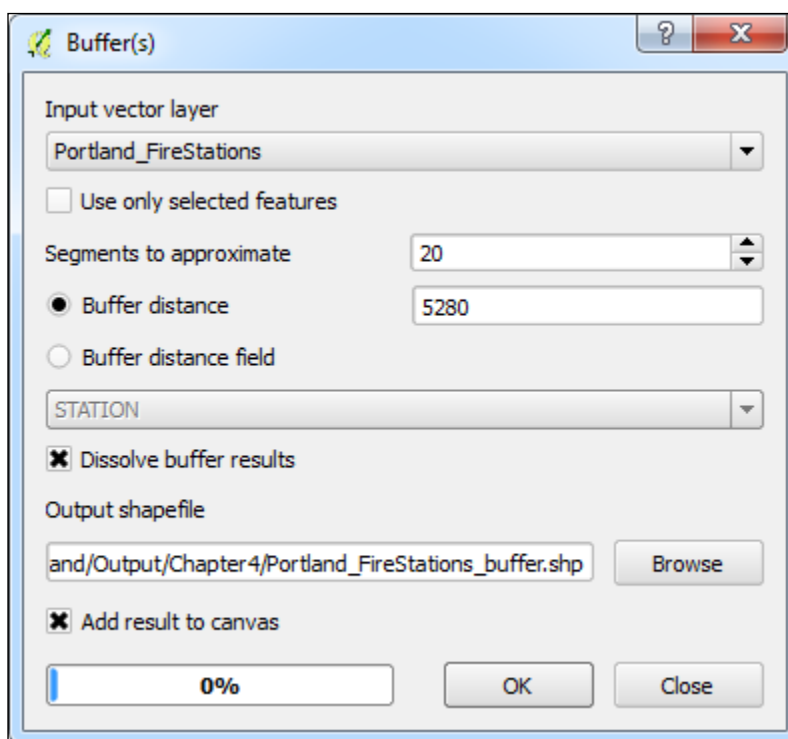 Buffer(s)
Input vector layer
Portland_FireStations
Use only selected features
Segments to approximate 20
Buffer distance 5280
Buffer distance field
STATION
Dissolve buffer results
Output shapefile
and/Output/Chapter4/Portland_FireStations_buffer.shp Browse
Add result to canvas
0% OK Close